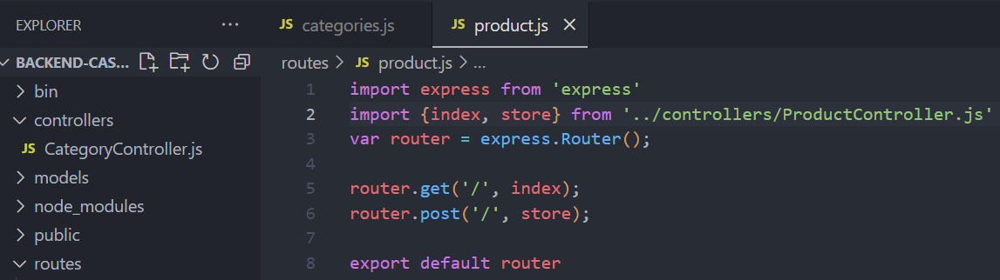 EXPLORER ...
JS categories.js
JS product.js ×
BACKEND-CAS...
bin
controllers
JS CategoryController.js
models
node_modules
public
routes
routes > JS product.js > ...
1 import express from 'express'
2 import {index, store} from '../controllers/ProductController.js'
3 var router = express.Router();
4
5 router.get('/', index);
6 router.post('/', store);
7
8 export default router